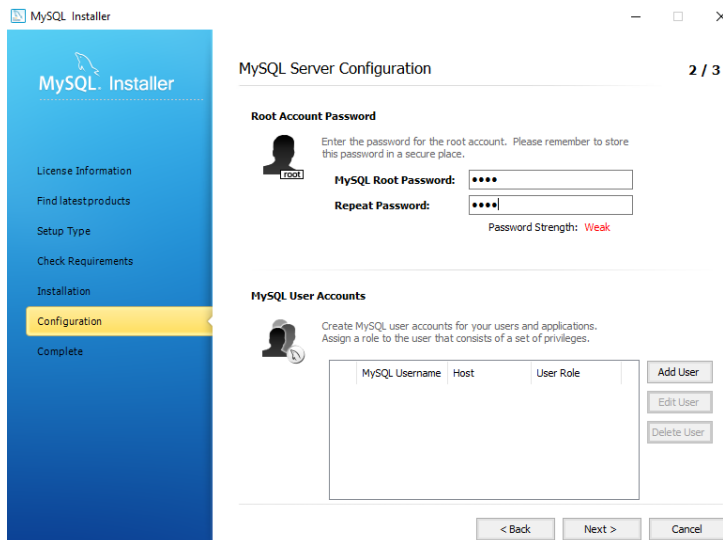 MySQL Installer
MySQL. Installer
License Information
Find latestproducts
Setup Type
Check Requirements
Installation
Configuration
Complete
MySQL Server Configuration
2 / 3
Root Account Password
root
Enter the password for the root account. Please remember to store
this password in a secure place.
MySQL Root Password: ●●●●
Repeat Password: ●●●●
Password Strength: Weak
MySQL User Accounts
Create MySQL user accounts for your users and applications.
Assign a role to the user that consists of a set of privileges.
MySQL Username Host User Role
Add User
Edit User
Delete User
< Back Next > Cancel